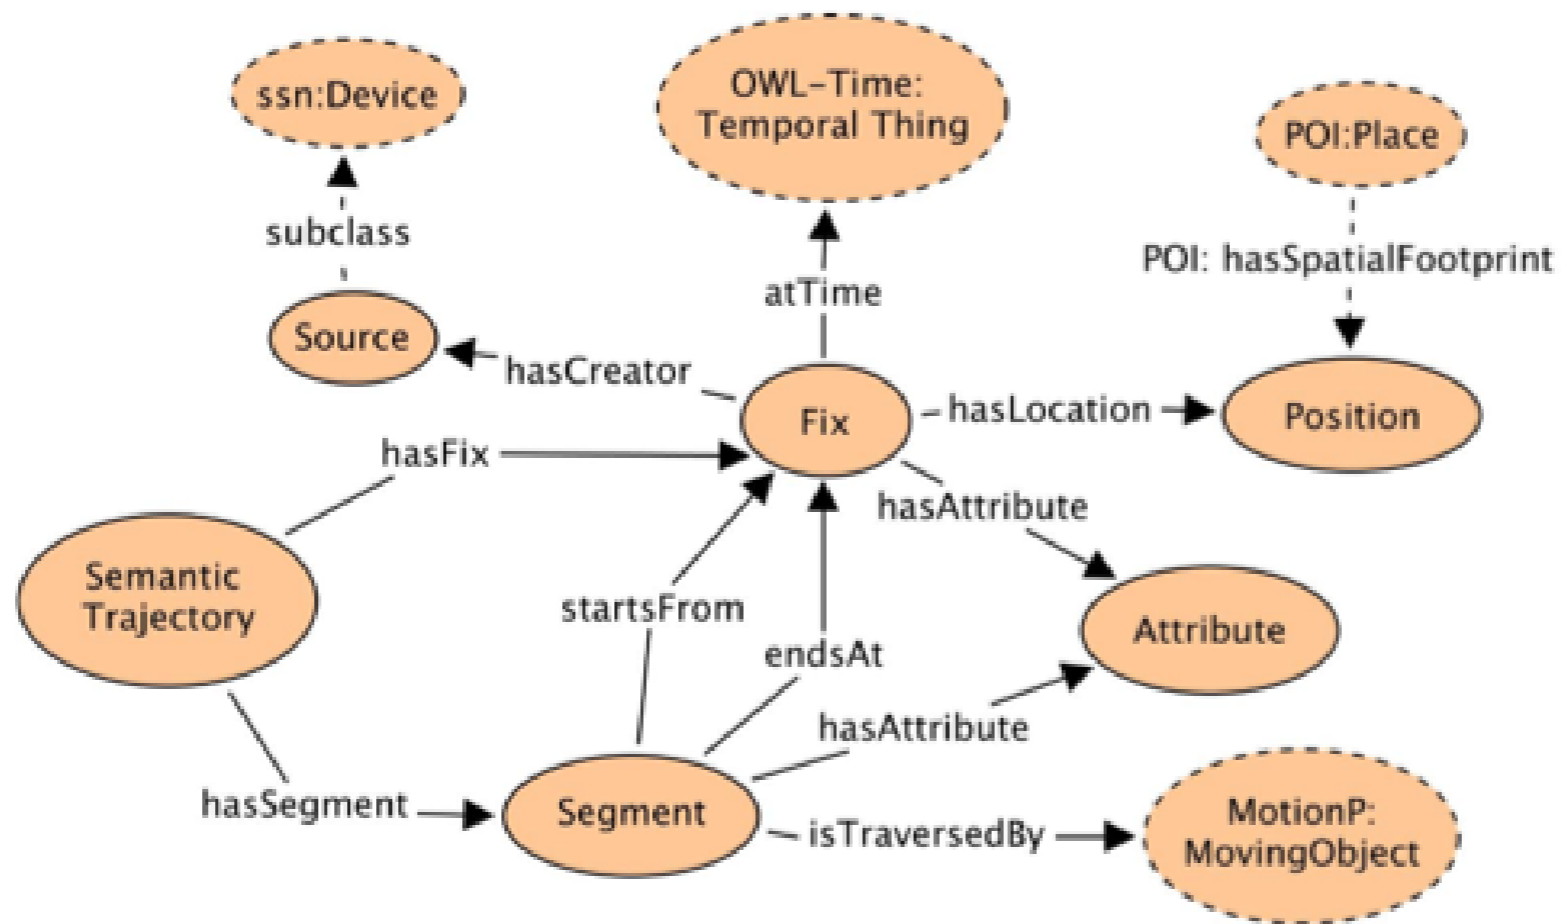 ssn:Device
OWL-Time:
Temporal Thing
POI:Place
subclass
POI: hasSpatialFootprint
atTime
Source
hasCreator
Fix
hasLocation
Position
hasFix
hasAttribute
Semantic
Trajectory
startsFrom
Attribute
endsAt
hasAttribute
hasSegment
Segment
isTraversedBy
MotionP:
MovingObject